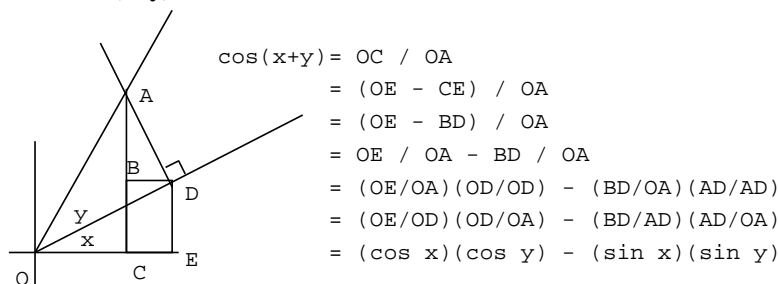 cos(x+y)= OC / OA
= (OE - CE) / OA
= (OE - BD) / OA
= OE / OA - BD / OA
= (OE/OA)(OD/OD) - (BD/OA)(AD/AD)
= (OE/OD)(OD/OA) - (BD/AD)(AD/OA)
= (cos x)(cos y) - (sin x)(sin y)
A
B
D
y
x
E
C
O